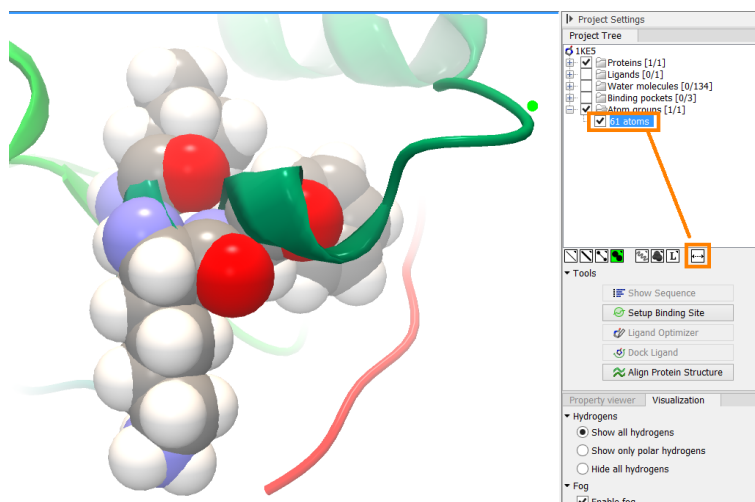 Project Settings
Project Tree
1KE5
Proteins [1/1]
Ligands [0/1]
Water molecules [0/134]
Binding pockets [0/3]
Atom groups [1/1]
61 atoms
L
Tools
Show Sequence
Setup Binding Site
Ligand Optimizer
Dock Ligand
Align Protein Structure
Property viewer Visualization
Hydrogens
Show all hydrogens
Show only polar hydrogens
Hide all hydrogens
Fog
Enable fog